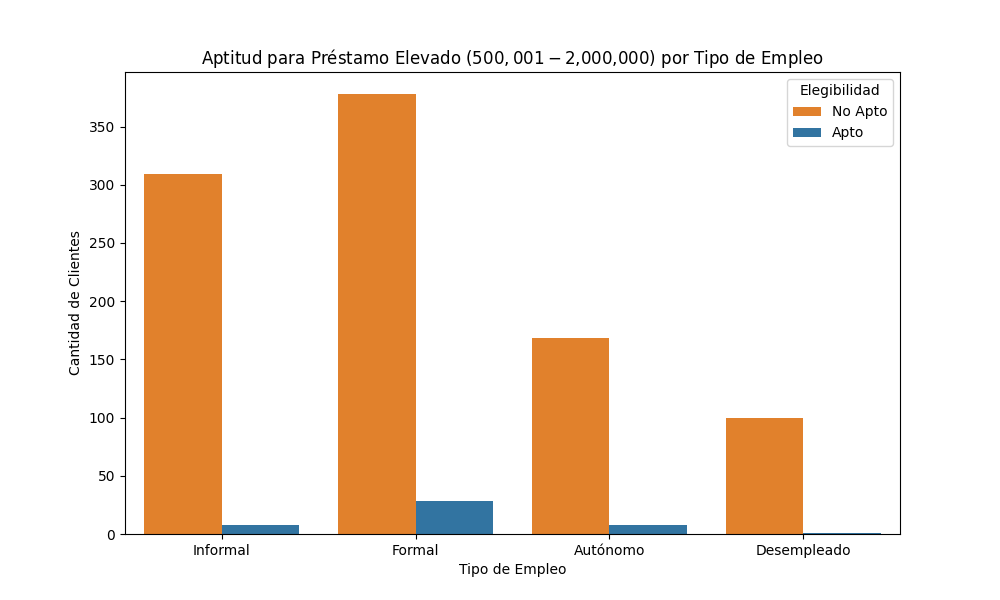 Aptitud para Préstamo Elevado (500,001−2,000,000) por Tipo de Empleo
Elegibilidad
No Apto
Apto
350
300
250
200
150
100
50
0
Cantidad de Clientes
Informal
Formal
Autónomo
Desempleado
Tipo de Empleo